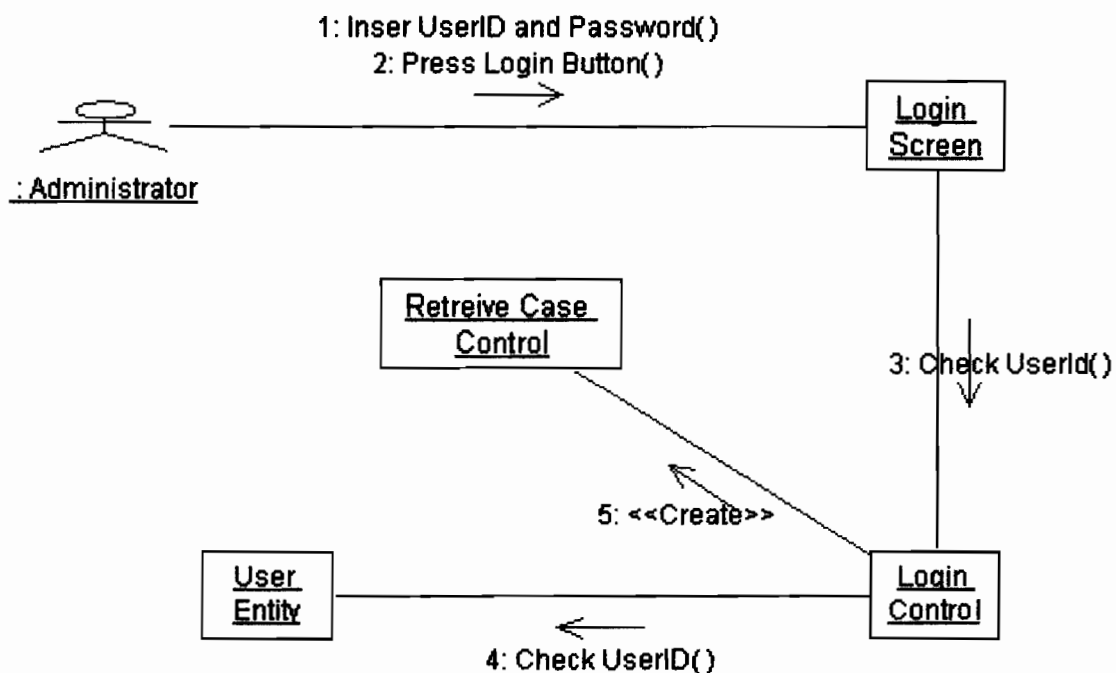 1: Inser UserID and Password()
2: Press Login Button()
Login
Screen
: Administrator
Retreive Case
Control
3: Check UserId()
5: <<Create>>
User
Entity
Login
Control
4: Check UserID()